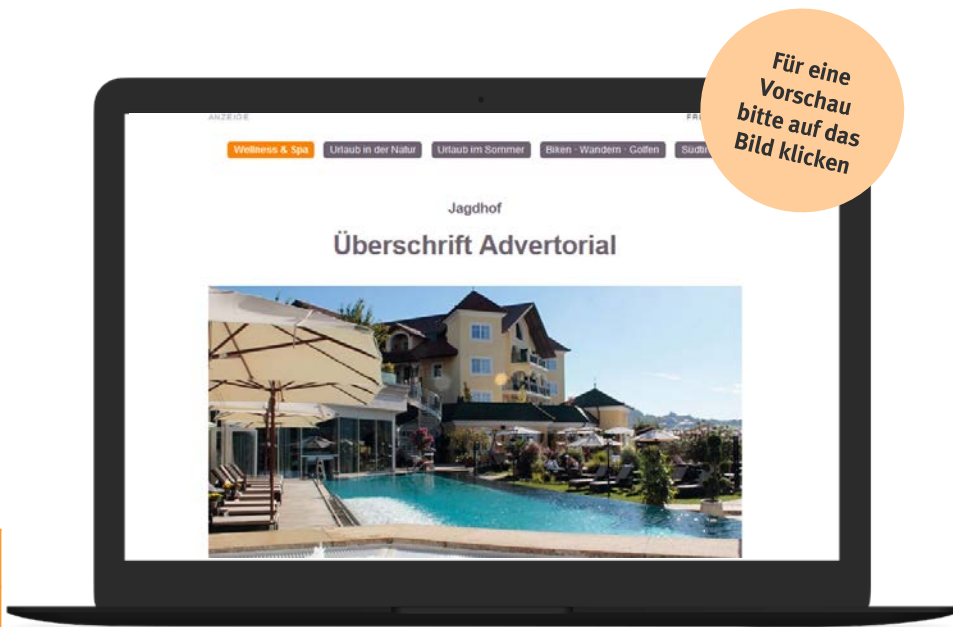 Für eine
Vorschau
bitte auf das
Bild klicken
ANZEIGE
Wellness & Spa
Urlaub in der Natur
Urlaub im Sommer
Biken · Wandern · Golfen
Jagdhof
Überschrift Advertorial